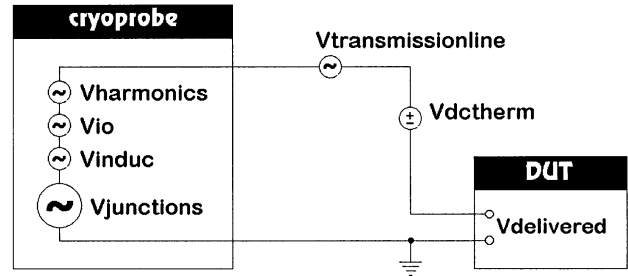 cryoprobe
Vtransmissionline
Vharmonics
Vdctherm
Vio
Vinduc
DUT
Vjunctions
Vdelivered